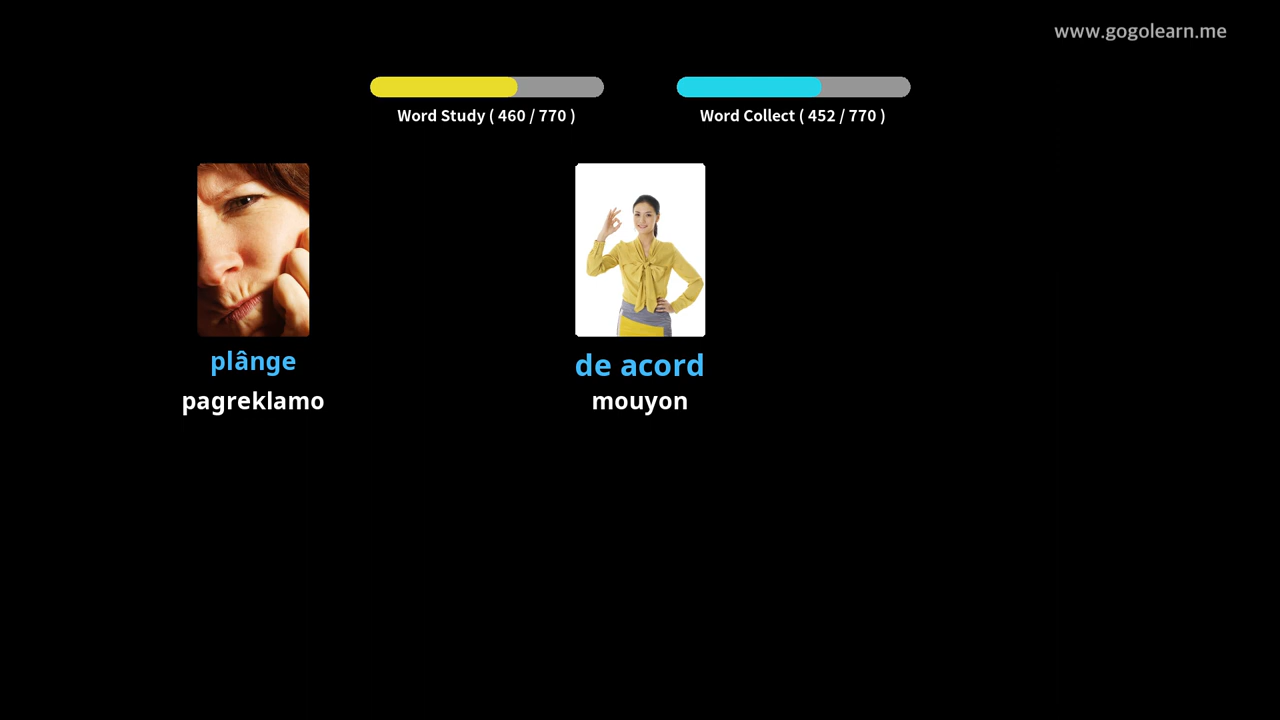 www.gogolearn.me
Word Study ( 460 / 770 )
Word Collect ( 452 / 770 )
plânge
de acord
pagreklamo
mouyon